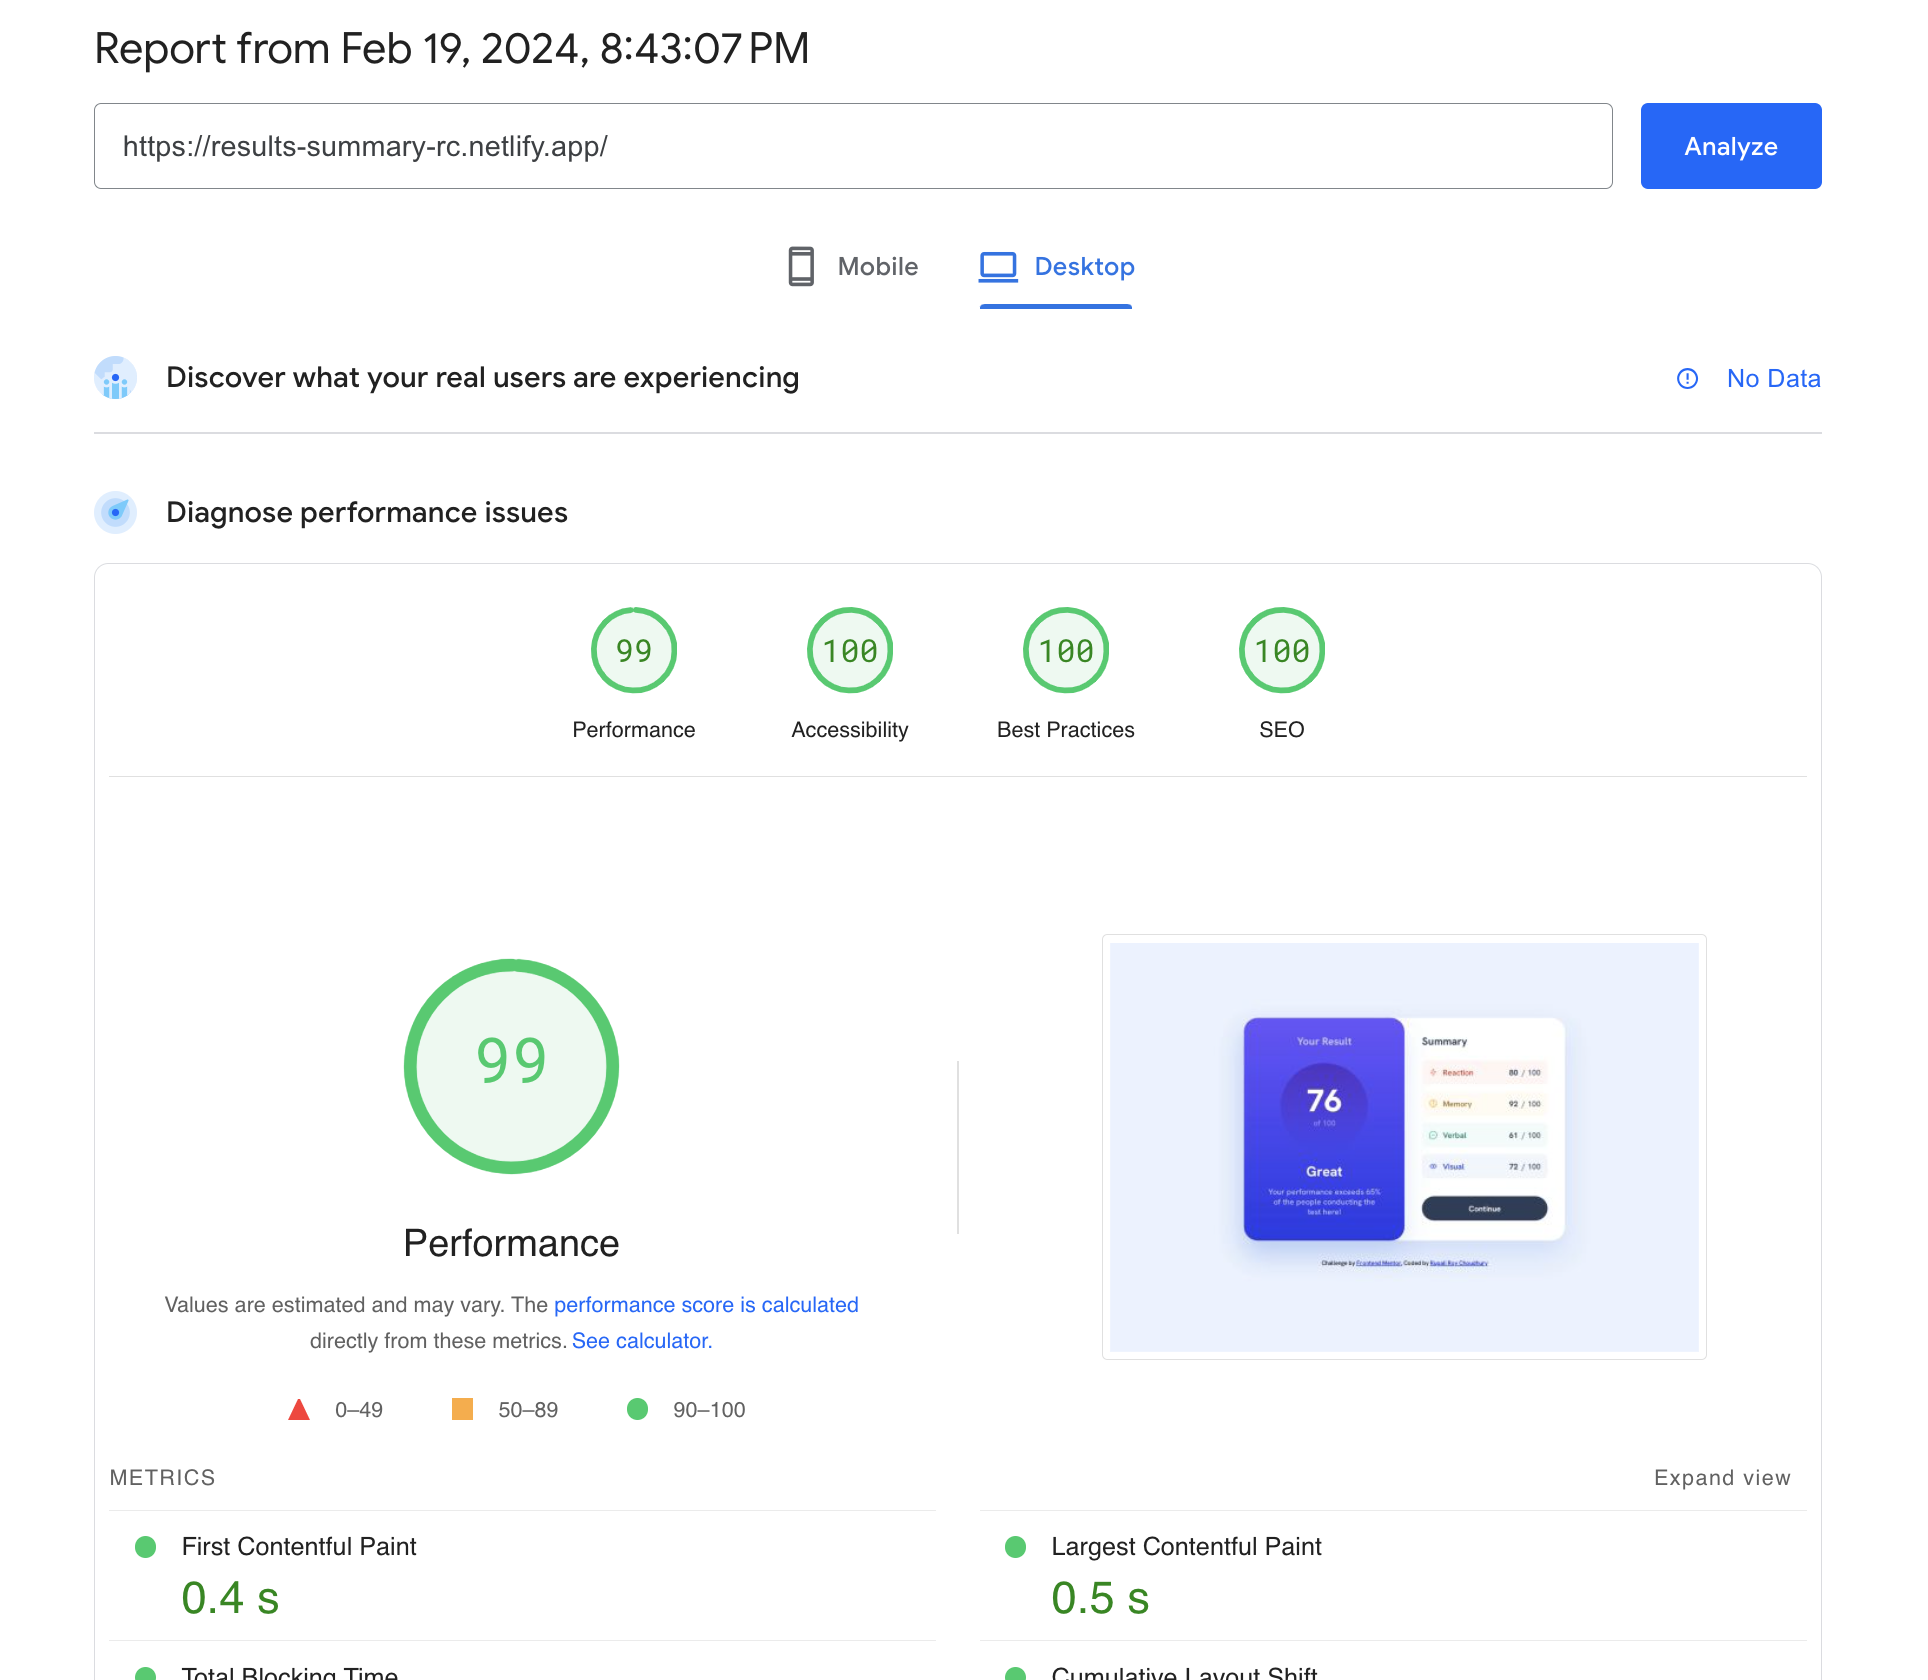 Report from Feb 19, 2024, 8:43:07 PM
https://results-summary-rc.netlify.app/
Analyze
Mobile
Desktop
Discover what your real users are experiencing
No Data
Diagnose performance issues
99
100
100
100
Performance
Accessibility
Best Practices
SEO
99
Performance
Values are estimated and may vary. The performance score is calculated
directly from these metrics. See calculator.
0–49
50–89
90–100
Your Result
76
of 100
Great
Your performance exceeds 65%
of the people conducting the
test here!
Summary
Reaction 80 / 100
Memory 92 / 100
Verbal 61 / 100
Visual 72 / 100
Continue
Challenge by Frontend Mentor, Coded by Rupali Roy Choudhury
METRICS
Expand view
First Contentful Paint
0.4 s
Largest Contentful Paint
0.5 s
Total Blocking Time
Cumulative Layout Shift